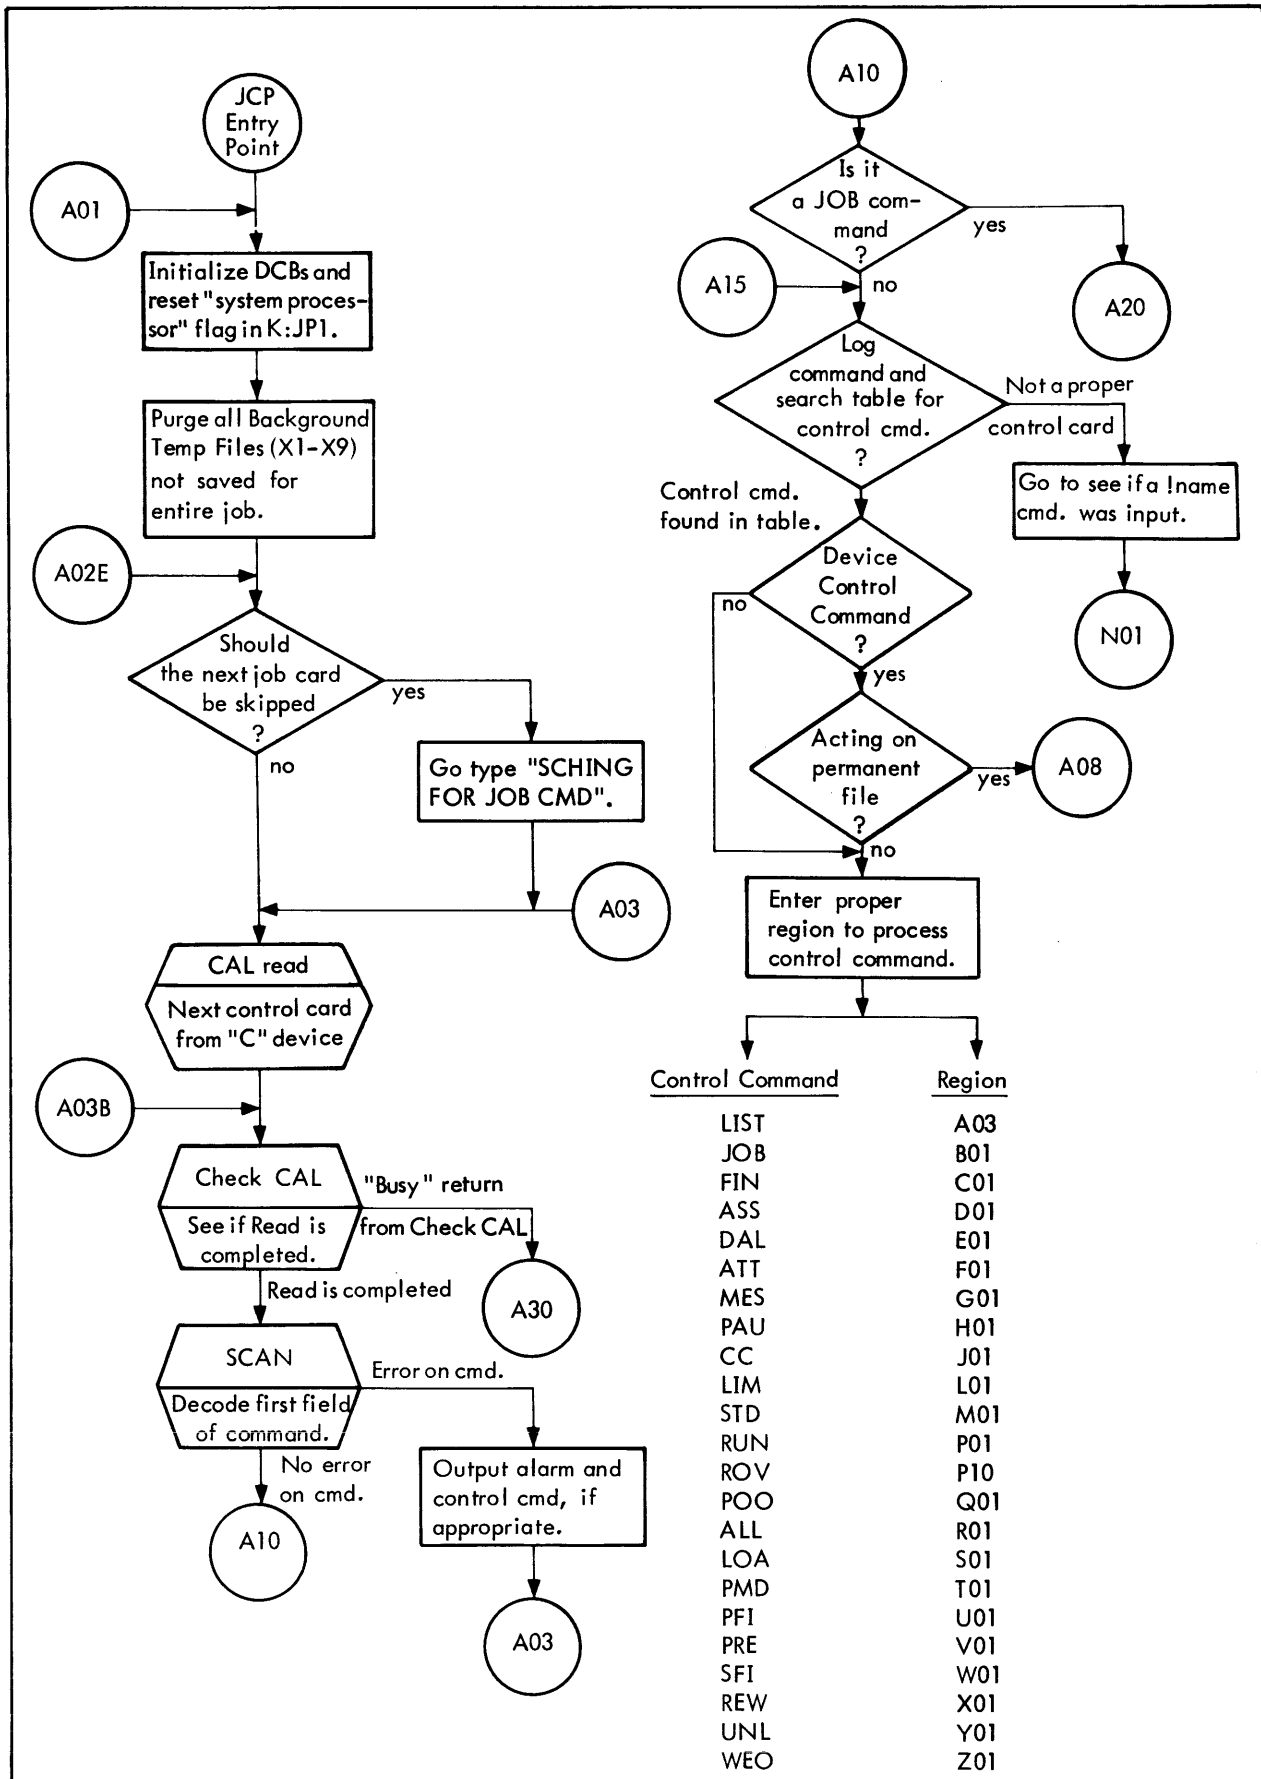 JCP
Entry
Point
A01
Initialize DCBs and
reset "system proces-
sor" flag in K:JP1.
Purge all Background
Temp Files (X1-X9)
not saved for
entire job.
A02E
Should
the next job card
be skipped
?
yes
no
Go type "SCHING
FOR JOB CMD".
A03
CAL read
Next control card
from "C" device
A03B
Check CAL
See if Read is
completed.
"Busy" return
from Check CAL
A30
Read is completed
SCAN
Decode first field
of command.
Error on cmd.
No error
on cmd.
A10
Output alarm and
control cmd, if
appropriate.
A03
A10
Is it
a JOB com-
mand
?
yes
no
A20
A15
Log
command and
search table for
control cmd.
?
Not a proper
control card
Go to see if a !name
cmd. was input.
N01
Control cmd.
found in table.
Device
Control
Command
?
no
yes
Acting on
permanent
file
?
yes
A08
no
Enter proper
region to process
control command.
Control Command Region
LIST A03
JOB B01
FIN C01
ASS D01
DAL E01
ATT F01
MES G01
PAU H01
CC J01
LIM L01
STD M01
RUN P01
ROV P10
POO Q01
ALL R01
LOA S01
PMD T01
PFI U01
PRE V01
SFI W01
REW X01
UNL Y01
WEO Z01